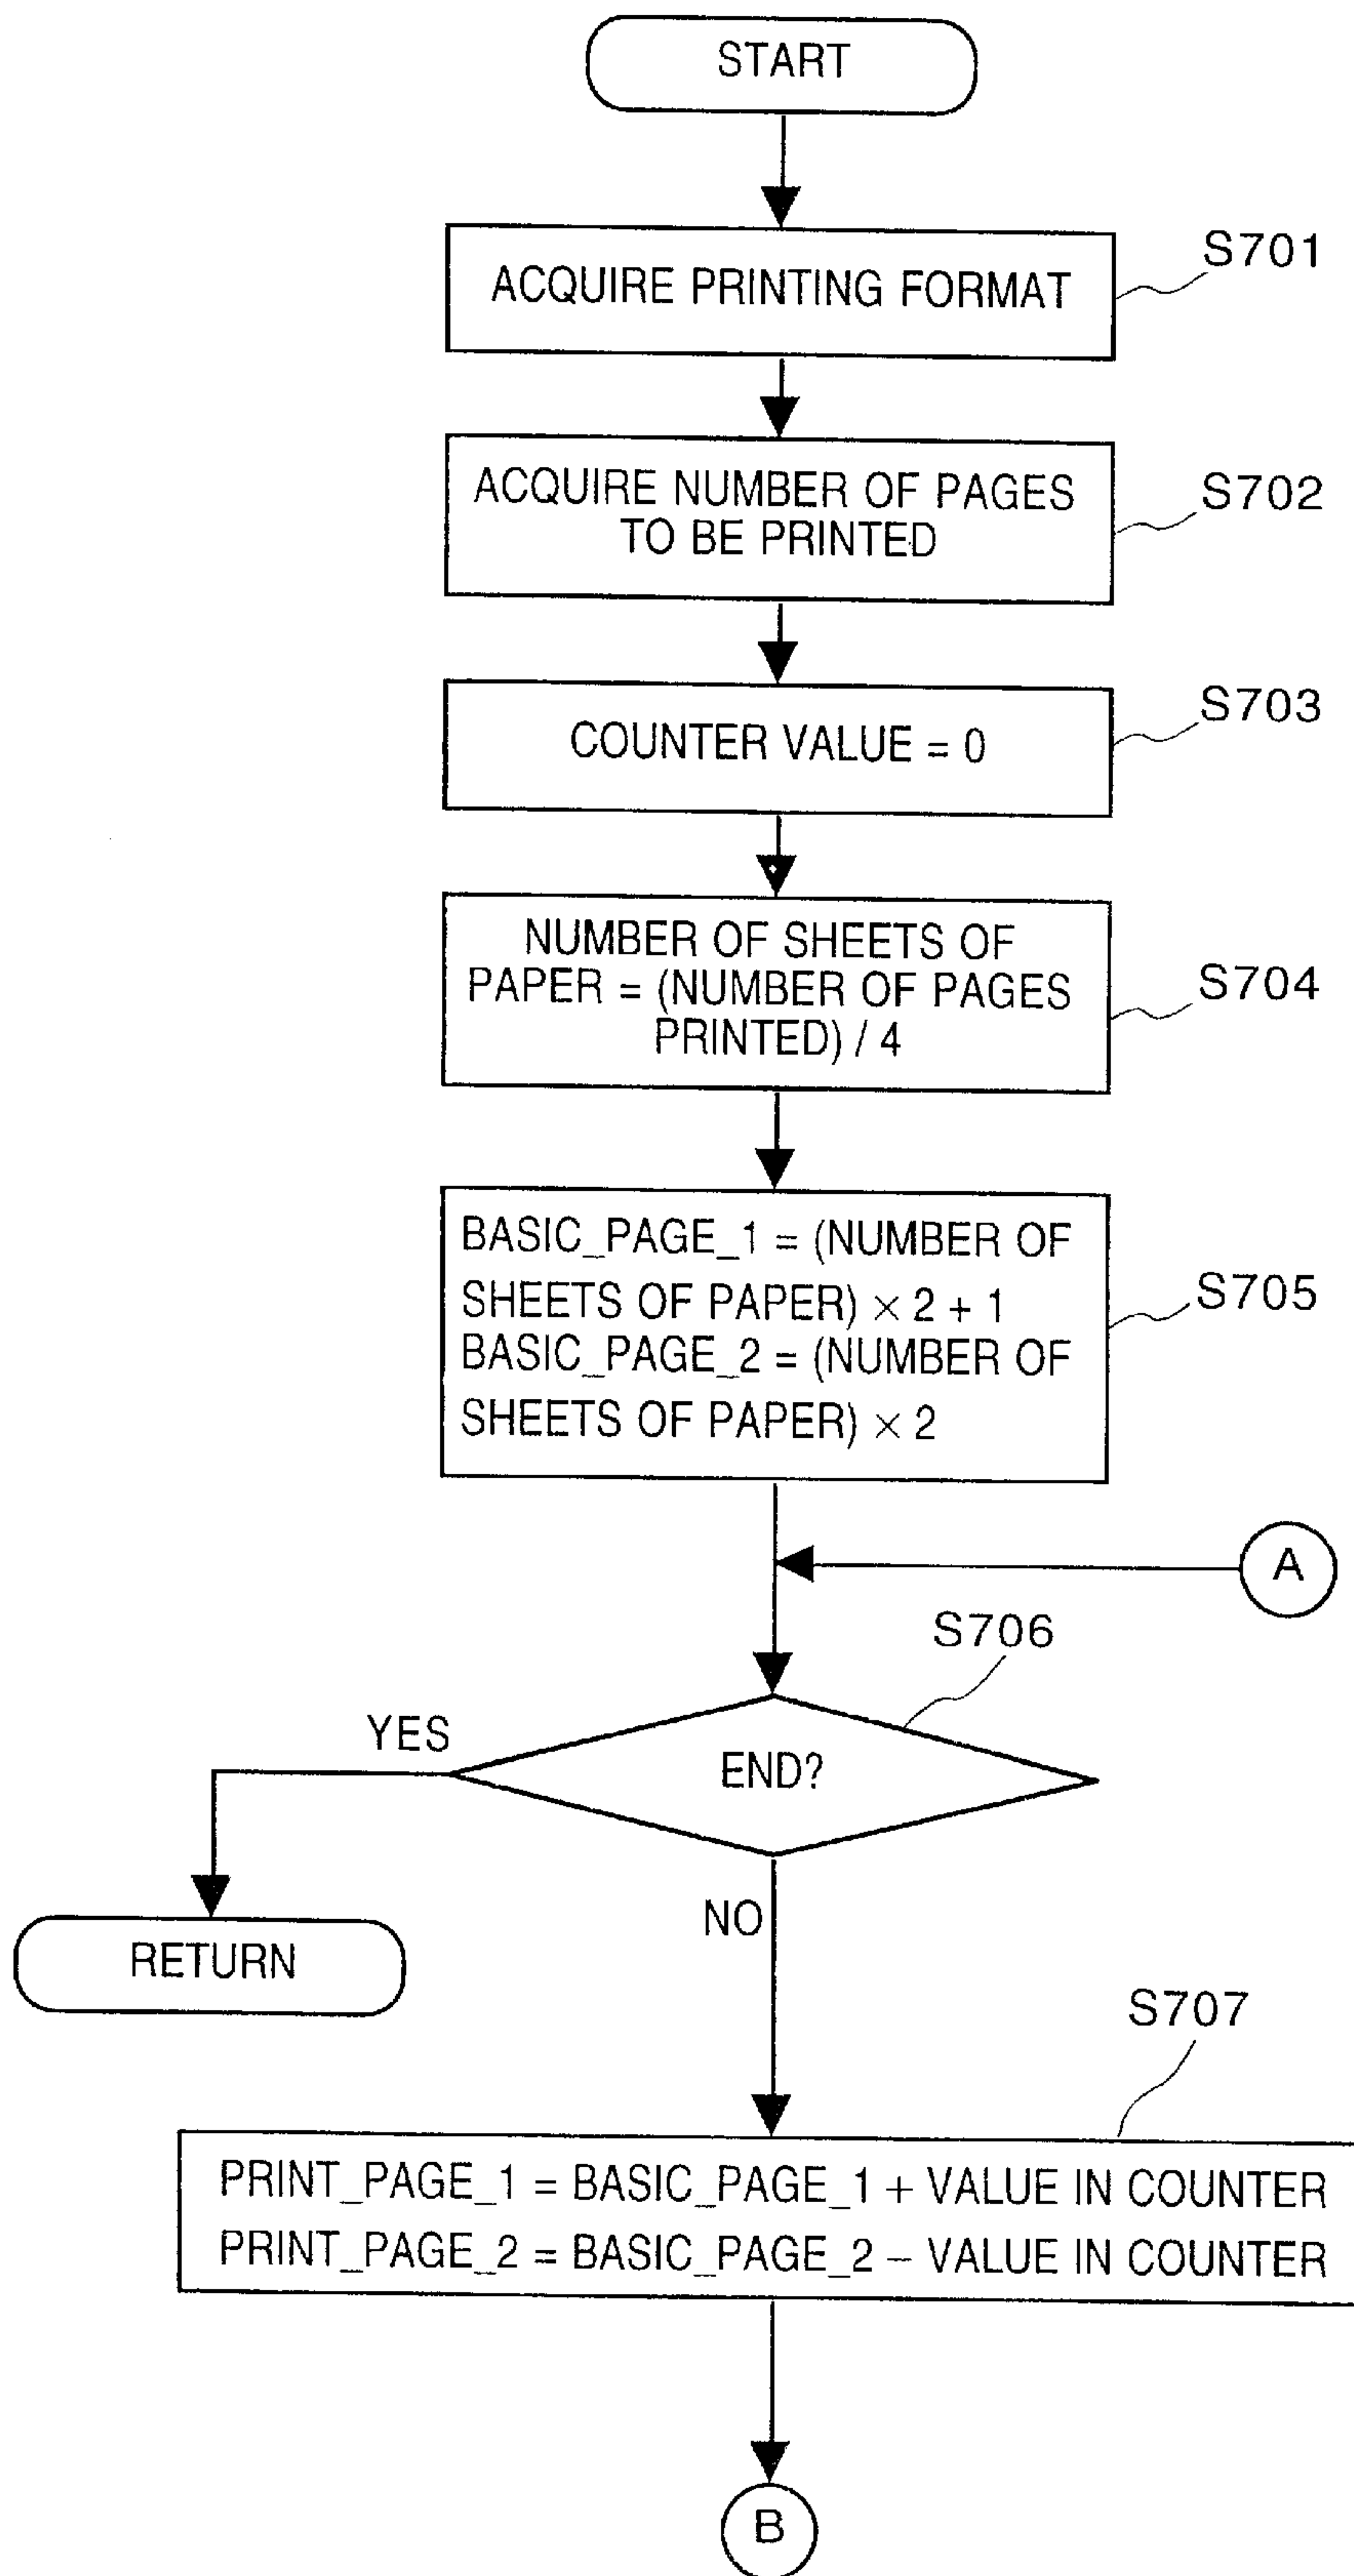 START
ACQUIRE PRINTING FORMAT
S701
ACQUIRE NUMBER OF PAGES
TO BE PRINTED
S702
COUNTER VALUE = 0
S703
NUMBER OF SHEETS OF
PAPER = (NUMBER OF PAGES
PRINTED) / 4
S704
BASIC_PAGE_1 = (NUMBER OF
SHEETS OF PAPER) × 2 + 1
BASIC_PAGE_2 = (NUMBER OF
SHEETS OF PAPER) × 2
S705
A
S706
YES
END?
NO
RETURN
S707
PRINT_PAGE_1 = BASIC_PAGE_1 + VALUE IN COUNTER
PRINT_PAGE_2 = BASIC_PAGE_2 – VALUE IN COUNTER
B